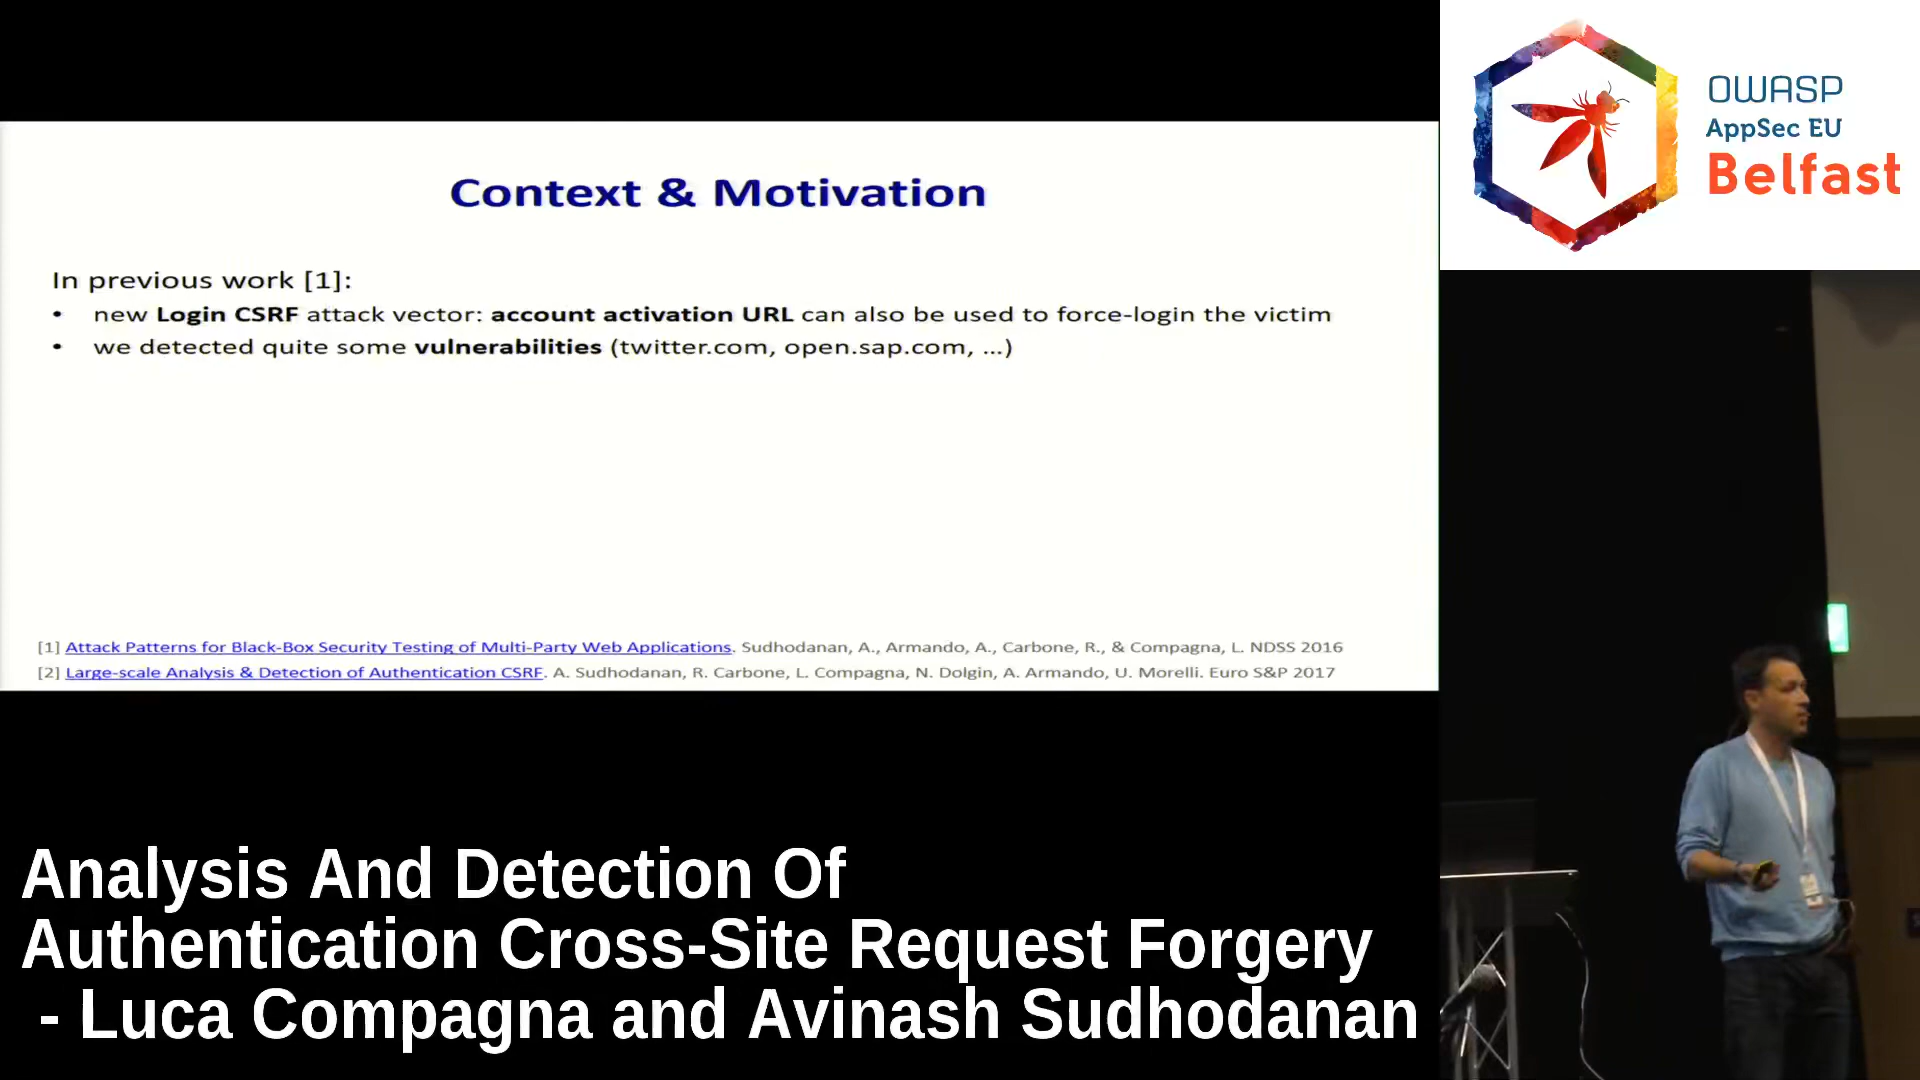 Context & Motivation
In previous work [1]:
• new Login CSRF attack vector: account activation URL can also be used to force-login the victim
• we detected quite some vulnerabilities (twitter.com, open.sap.com, ...)
[1] Attack Patterns for Black-Box Security Testing of Multi-Party Web Applications. Sudhodanan, A., Armando, A., Carbone, R., & Compagna, L. NDSS 2016
[2] Large-scale Analysis & Detection of Authentication CSRF. A. Sudhodanan, R. Carbone, L. Compagna, N. Dolgin, A. Armando, U. Morelli. Euro S&P 2017
OWASP
AppSec EU
Belfast
Analysis And Detection Of
Authentication Cross-Site Request Forgery
- Luca Compagna and Avinash Sudhodanan